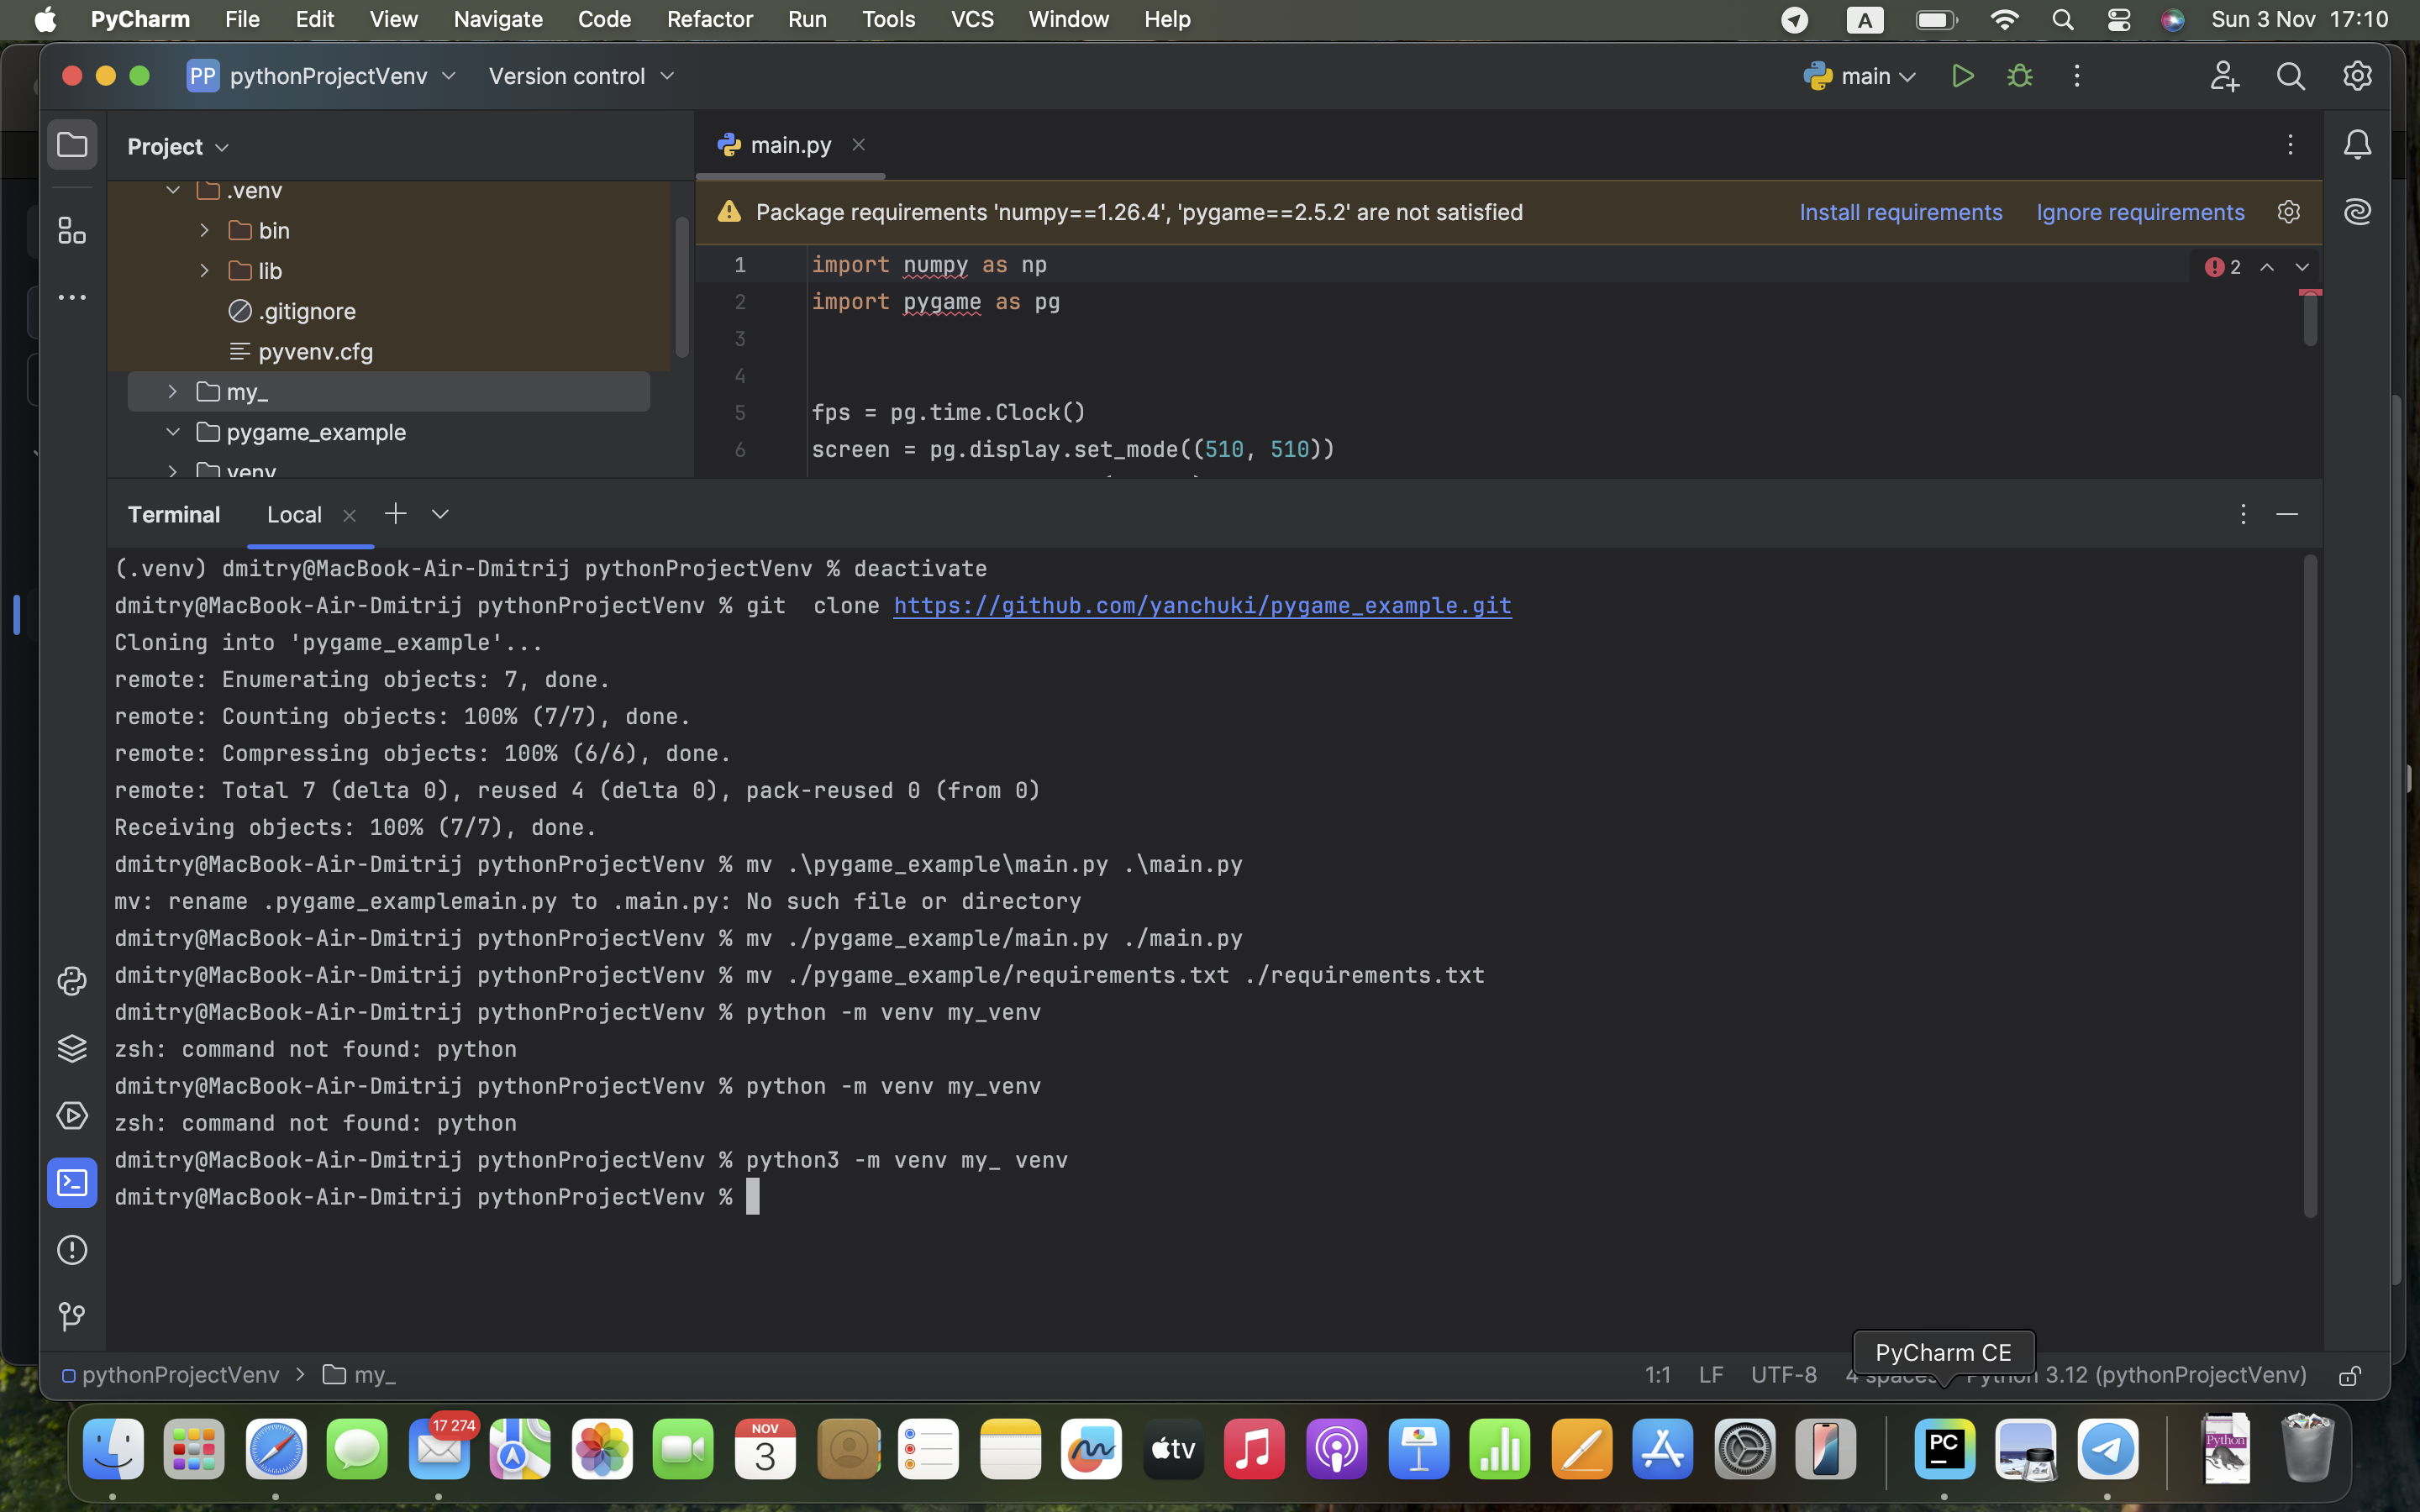 PyCharm File Edit View Navigate Code Refactor Run Tools VCS Window Help A Sun 3 Nov 17:10
PP pythonProjectVenv Version control main
Project
main.py
.venv
bin
lib
.gitignore
pyvenv.cfg
my_
pygame_example
venv
Package requirements 'numpy==1.26.4', 'pygame==2.5.2' are not satisfied Install requirements Ignore requirements
1 import numpy as np 2
2 import pygame as pg
3
4
5 fps = pg.time.Clock()
6 screen = pg.display.set_mode((510, 510))
Terminal Local
(.venv) dmitry@MacBook-Air-Dmitrij pythonProjectVenv % deactivate
dmitry@MacBook-Air-Dmitrij pythonProjectVenv % git  clone https://github.com/yanchuki/pygame_example.git
Cloning into 'pygame_example'...
remote: Enumerating objects: 7, done.
remote: Counting objects: 100% (7/7), done.
remote: Compressing objects: 100% (6/6), done.
remote: Total 7 (delta 0), reused 4 (delta 0), pack-reused 0 (from 0)
Receiving objects: 100% (7/7), done.
dmitry@MacBook-Air-Dmitrij pythonProjectVenv % mv .\pygame_example\main.py .\main.py
mv: rename .pygame_examplemain.py to .main.py: No such file or directory
dmitry@MacBook-Air-Dmitrij pythonProjectVenv % mv ./pygame_example/main.py ./main.py
dmitry@MacBook-Air-Dmitrij pythonProjectVenv % mv ./pygame_example/requirements.txt ./requirements.txt
dmitry@MacBook-Air-Dmitrij pythonProjectVenv % python -m venv my_venv
zsh: command not found: python
dmitry@MacBook-Air-Dmitrij pythonProjectVenv % python -m venv my_venv
zsh: command not found: python
dmitry@MacBook-Air-Dmitrij pythonProjectVenv % python3 -m venv my_ venv
dmitry@MacBook-Air-Dmitrij pythonProjectVenv %
PyCharm CE
pythonProjectVenv my_ 1:1 LF UTF-8 4 spaces Python 3.12 (pythonProjectVenv)
17 274
NOV
3
tv
PC
Python